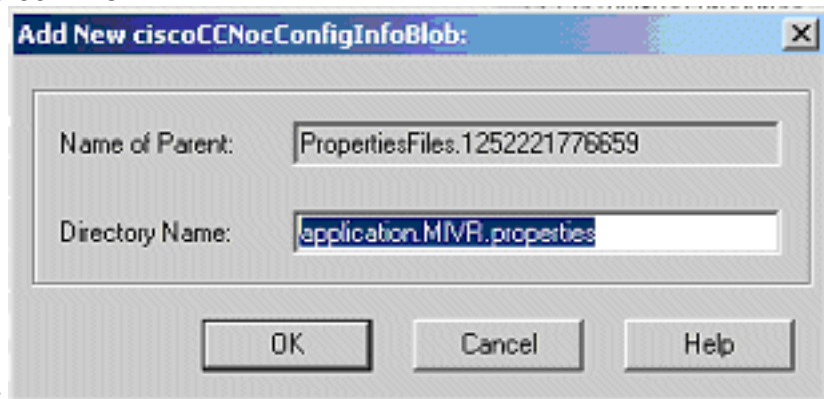 Add New ciscoCCNocConfigInfoBlob:
Name of Parent: PropertiesFiles.1252221776659
Directory Name: application.MIVR.properties
OK Cancel Help